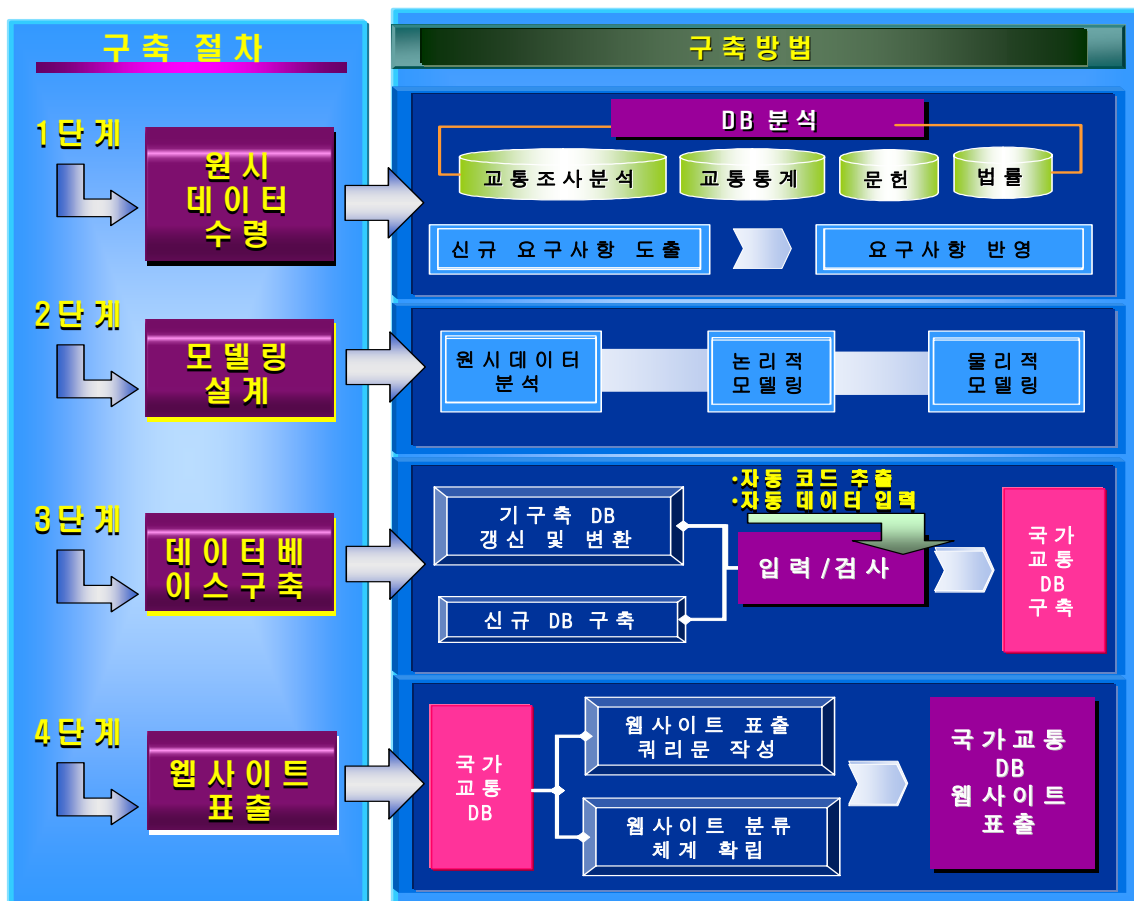 구축 절차
구축방법
1단계
원시
데이터
수령
DB 분석
교통조사분석
교통통계
문헌
법률
신규 요구사항 도출
요구사항 반영
2단계
모델링
설계
원시데이터
분석
논리적
모델링
물리적
모델링
3단계
데이터베
이스구축
기구축 DB
갱신 및 변환
신규 DB 구축
·자동 코드 추출
·자동 데이터 입력
입력/검사
국가
교통
DB
구축
4단계
웹사이트
표출
국가
교통
DB
웹사이트 표출
쿼리문 작성
웹사이트 분류
체계 확립
국가교통
DB
웹사이트
표출